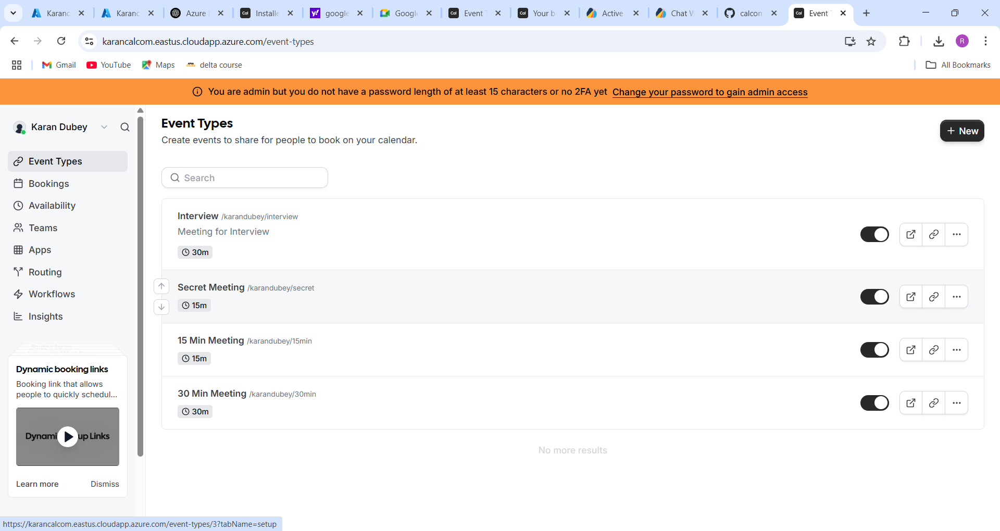 Karanc
Karanc
Azure
Installe
google
Google
Event T
Your b
Active
Chat W
calcom
Event T
karancalcom.eastus.cloudapp.azure.com/event-types
R
Gmail
YouTube
Maps
delta course
All Bookmarks
You are admin but you do not have a password length of at least 15 characters or no 2FA yet Change your password to gain admin access
Karan Dubey
Event Types
Bookings
Availability
Teams
Apps
Routing
Workflows
Insights
Dynamic booking links
Booking link that allows
people to quickly schedul...
Dynami up Links
Learn more
Dismiss
Event Types
Create events to share for people to book on your calendar.
New
Search
Interview /karandubey/interview
Meeting for Interview
30m
Secret Meeting /karandubey/secret
15m
15 Min Meeting /karandubey/15min
15m
30 Min Meeting /karandubey/30min
30m
No more results
https://karancalcom.eastus.cloudapp.azure.com/event-types/3?tabName=setup